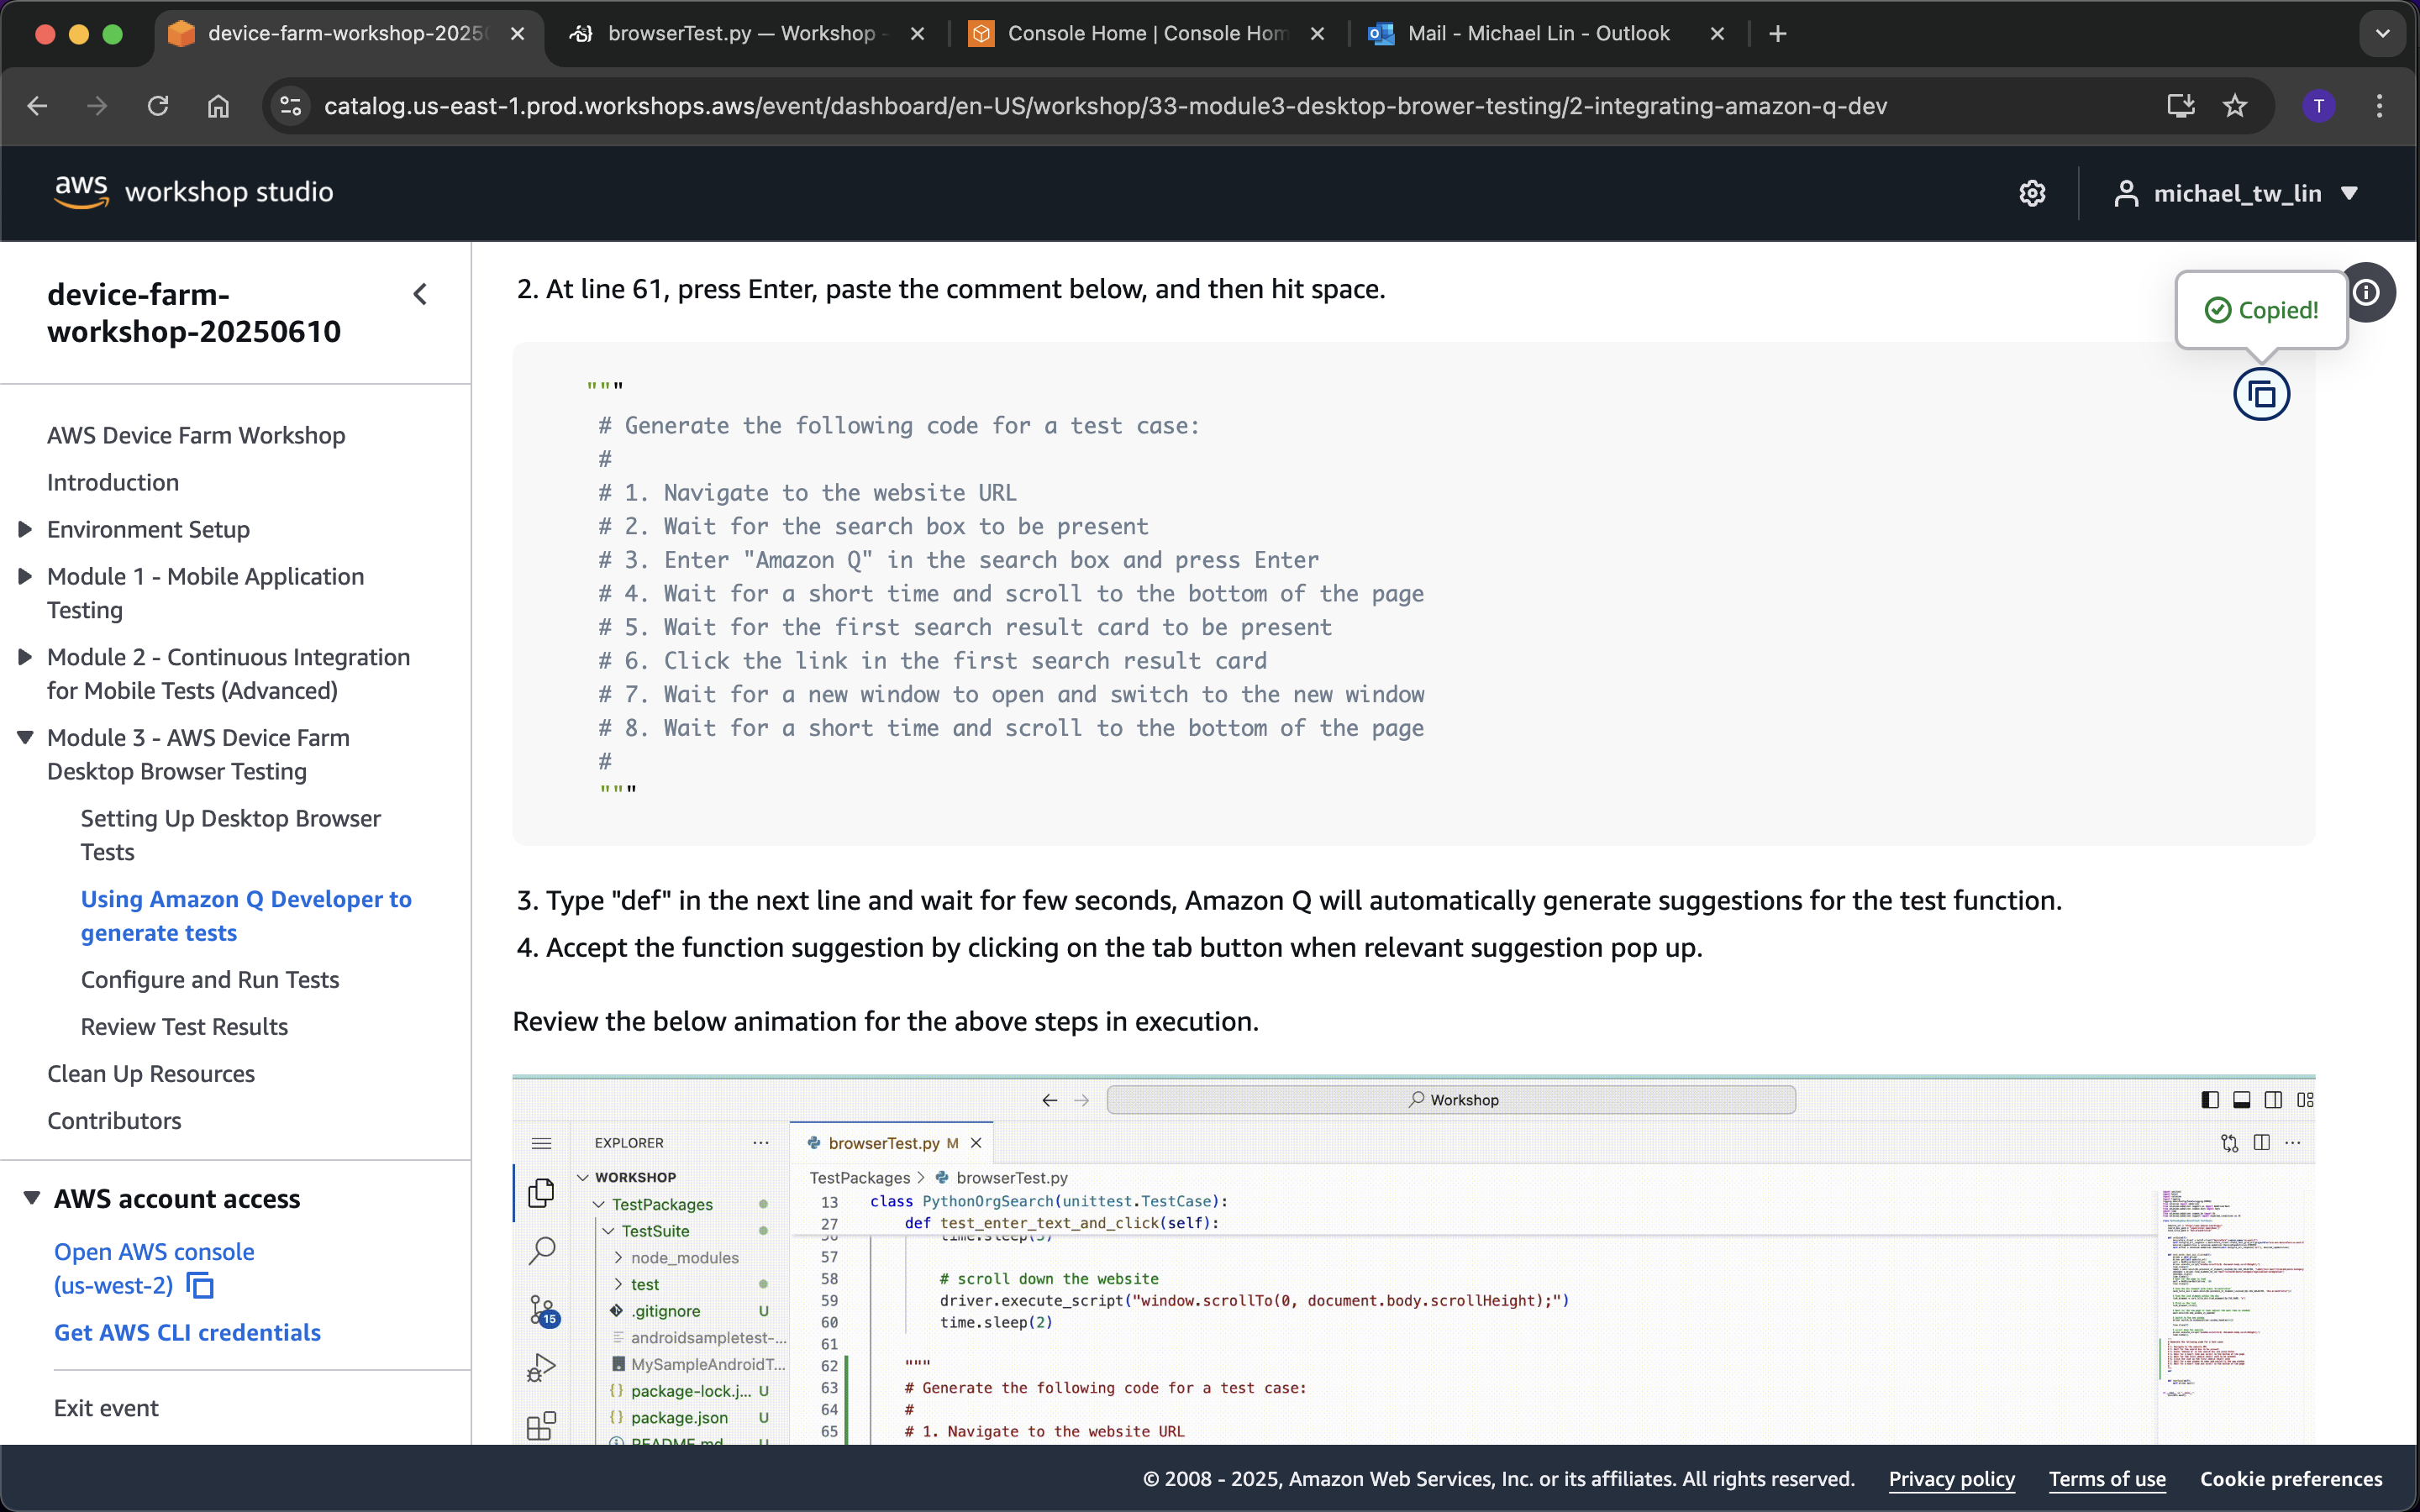 device-farm-workshop-2025
browserTest.py — Workshop -
Console Home | Console Hom
Mail - Michael Lin - Outlook
catalog.us-east-1.prod.workshops.aws/event/dashboard/en-US/workshop/33-module3-desktop-brower-testing/2-integrating-amazon-q-dev
T
aws workshop studio
michael_tw_lin
device-farm-
workshop-20250610
AWS Device Farm Workshop
Introduction
Environment Setup
Module 1 - Mobile Application
Testing
Module 2 - Continuous Integration
for Mobile Tests (Advanced)
Module 3 - AWS Device Farm
Desktop Browser Testing
Setting Up Desktop Browser
Tests
Using Amazon Q Developer to
generate tests
Configure and Run Tests
Review Test Results
Clean Up Resources
Contributors
AWS account access
Open AWS console
(us-west-2)
Get AWS CLI credentials
Exit event
2. At line 61, press Enter, paste the comment below, and then hit space.
Copied!
"""
# Generate the following code for a test case:
#
# 1. Navigate to the website URL
# 2. Wait for the search box to be present
# 3. Enter "Amazon Q" in the search box and press Enter
# 4. Wait for a short time and scroll to the bottom of the page
# 5. Wait for the first search result card to be present
# 6. Click the link in the first search result card
# 7. Wait for a new window to open and switch to the new window
# 8. Wait for a short time and scroll to the bottom of the page
#
"""
3. Type "def" in the next line and wait for few seconds, Amazon Q will automatically generate suggestions for the test function.
4. Accept the function suggestion by clicking on the tab button when relevant suggestion pop up.
Review the below animation for the above steps in execution.
Workshop
EXPLORER
WORKSHOP
TestPackages
TestSuite
node_modules
test
.gitignore U
androidsampletest-...
MySampleAndroidT...
package-lock.j... U
package.json U
README.md U
15
browserTest.py M
TestPackages > browserTest.py
13 class PythonOrgSearch(unittest.TestCase):
27 def test_enter_text_and_click(self):
56 time.sleep(5)
57
58 # scroll down the website
59 driver.execute_script("window.scrollTo(0, document.body.scrollHeight);")
60 time.sleep(2)
61
62 """
63 # Generate the following code for a test case:
64 #
65 # 1. Navigate to the website URL
© 2008 - 2025, Amazon Web Services, Inc. or its affiliates. All rights reserved.
Privacy policy
Terms of use
Cookie preferences